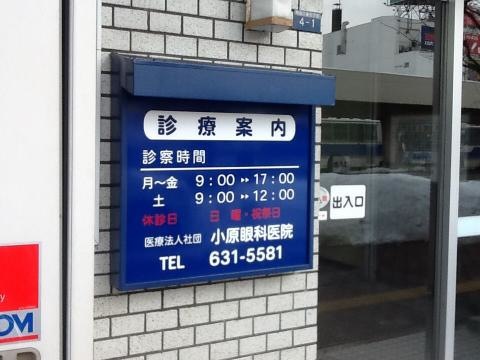 4-1
診療案内
診察時間
月〜金 9:00 ▸▸ 17:00
土 9:00 ▸▸ 12:00
休診日 日曜・祝祭日
医療法人社団 小原眼科医院
TEL 631-5581
出入口